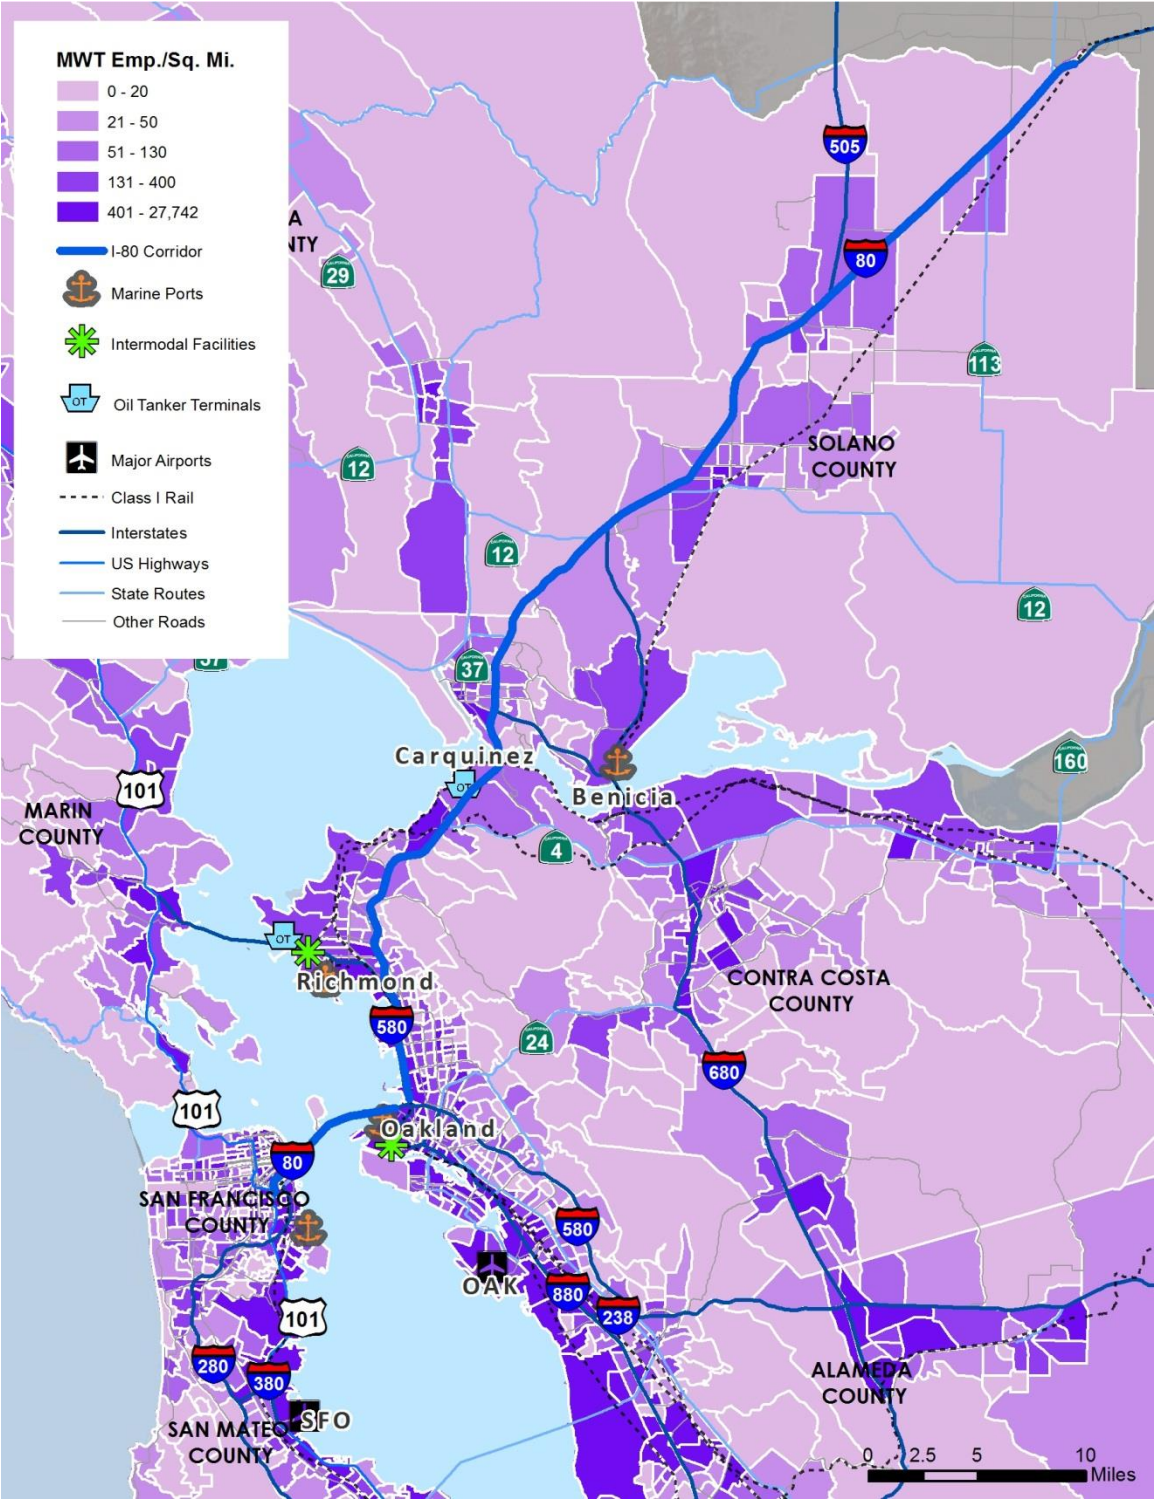 MWT Emp./Sq. Mi.
0 - 20
21 - 50
51 - 130
131 - 400
401 - 27,742
I-80 Corridor
Marine Ports
Intermodal Facilities
OT
Oil Tanker Terminals
Major Airports
Class I Rail
Interstates
US Highways
State Routes
Other Roads
505
A
NTY
29
80
113
SOLANO
COUNTY
12
12
12
37
37
Carquinez
160
101
OT
Benicia
MARIN
COUNTY
4
OT
Richmond
CONTRA COSTA
COUNTY
580
24
680
101
Oakland
80
SAN FRANCISCO
COUNTY
580
OAK
880
238
101
280
380
ALAMEDA
COUNTY
SFO
SAN MATEO
COUNTY
0 2.5 5 10
Miles